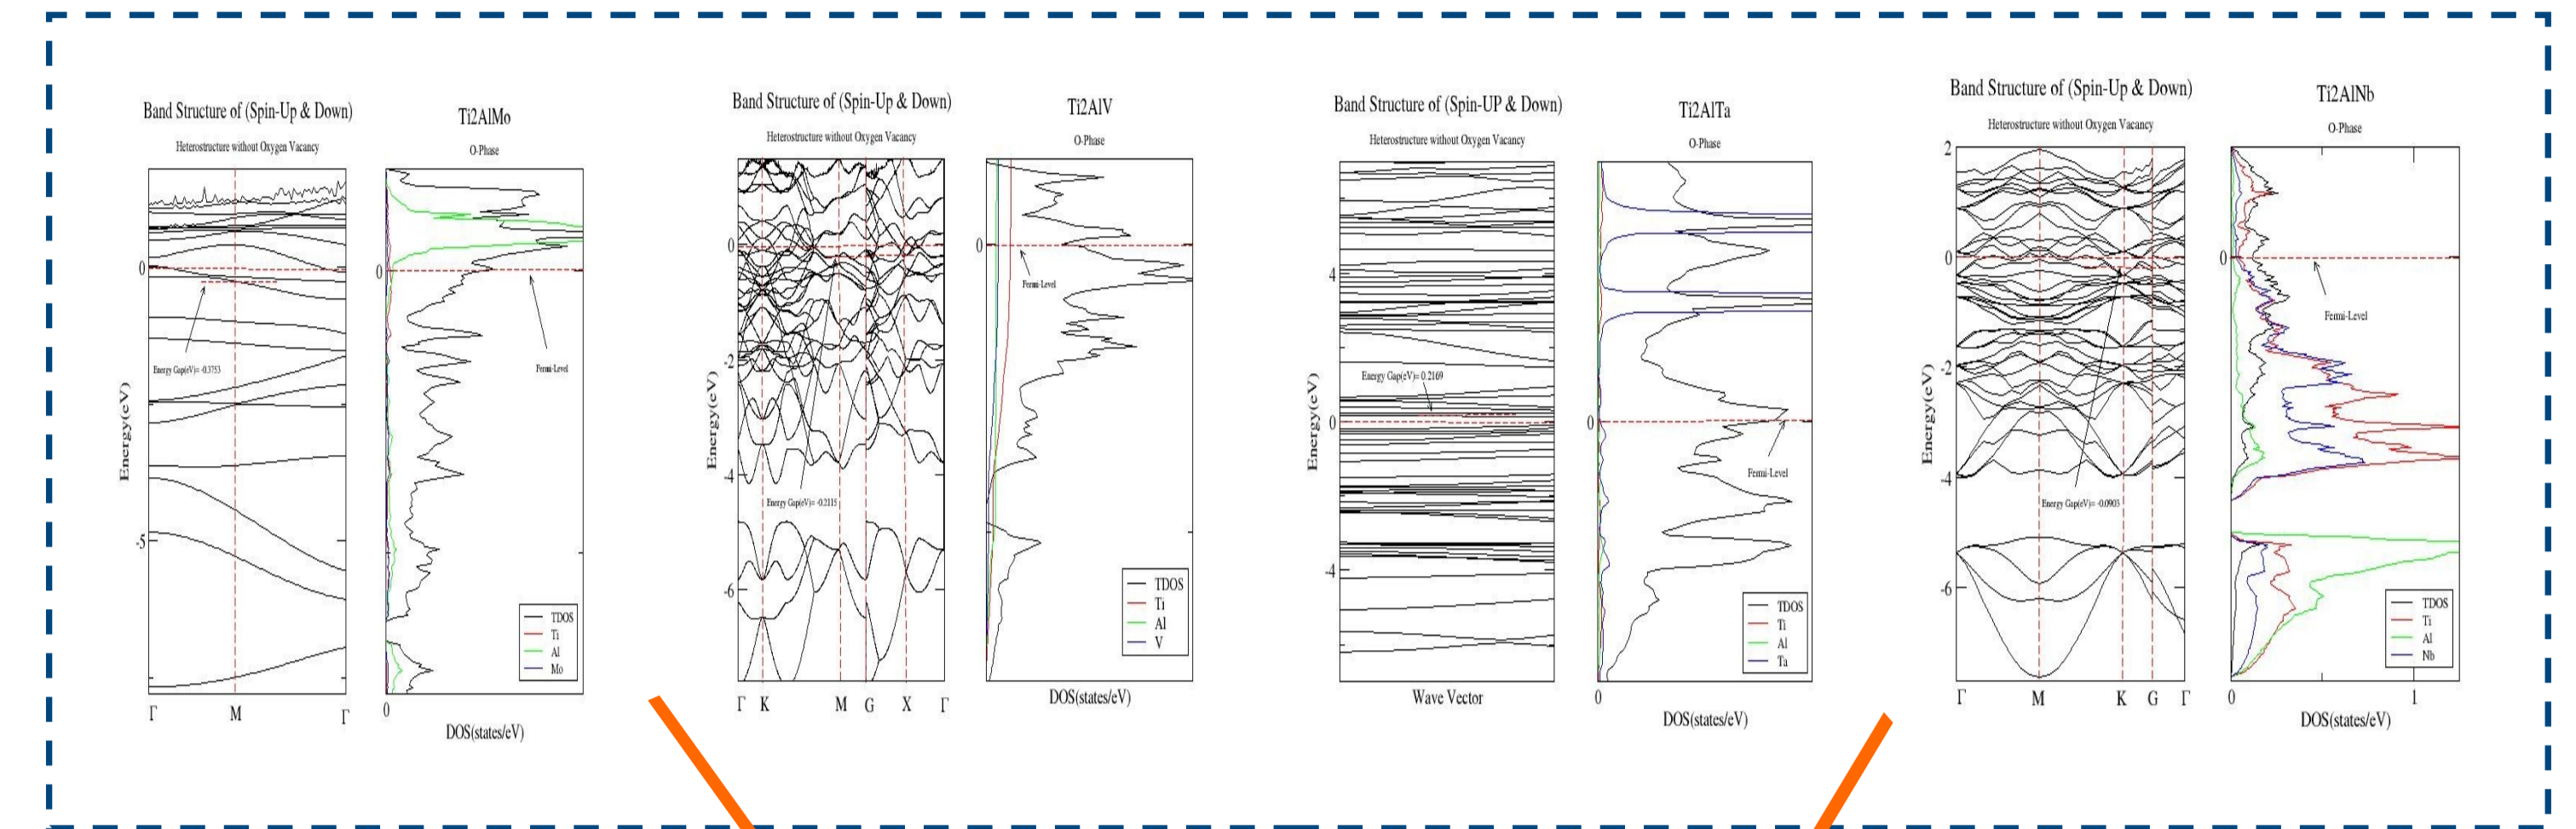 Band Structure of (Spin-Up & Down)
Heterostructure without Oxygen Vacancy
Ti2AlMo
O-Phase
0
-5
Energy(eV)
Energy Gap(eV)= -0.3753
Γ M Γ
0
Fermi-Level
TDOS
Ti
Al
Mo
0
DOS(states/eV)
Band Structure of (Spin-Up & Down)
Heterostructure without Oxygen Vacancy
Ti2AlV
O-Phase
0
-2
-4
-6
Energy(eV)
Energy Gap(eV)= -0.2115
Γ K M G X Γ
0
Fermi-Level
TDOS
Ti
Al
V
DOS(states/eV)
Band Structure of (Spin-UP & Down)
Heterostructure without Oxygen Vacancy
Ti2AlTa
O-Phase
4
0
-4
Energy(eV)
Energy Gap(eV)= 0.2169
Wave Vector
0
Fermi-Level
TDOS
Ti
Al
Ta
0
DOS(states/eV)
Band Structure of (Spin-Up & Down)
Heterostructure without Oxygen Vacancy
Ti2AlNb
O-Phase
2
0
-2
-4
-6
Energy(eV)
Energy Gap(eV)= -0.0903
Γ M K G Γ
0
Fermi-Level
TDOS
Ti
Al
Nb
0 1
DOS(states/eV)